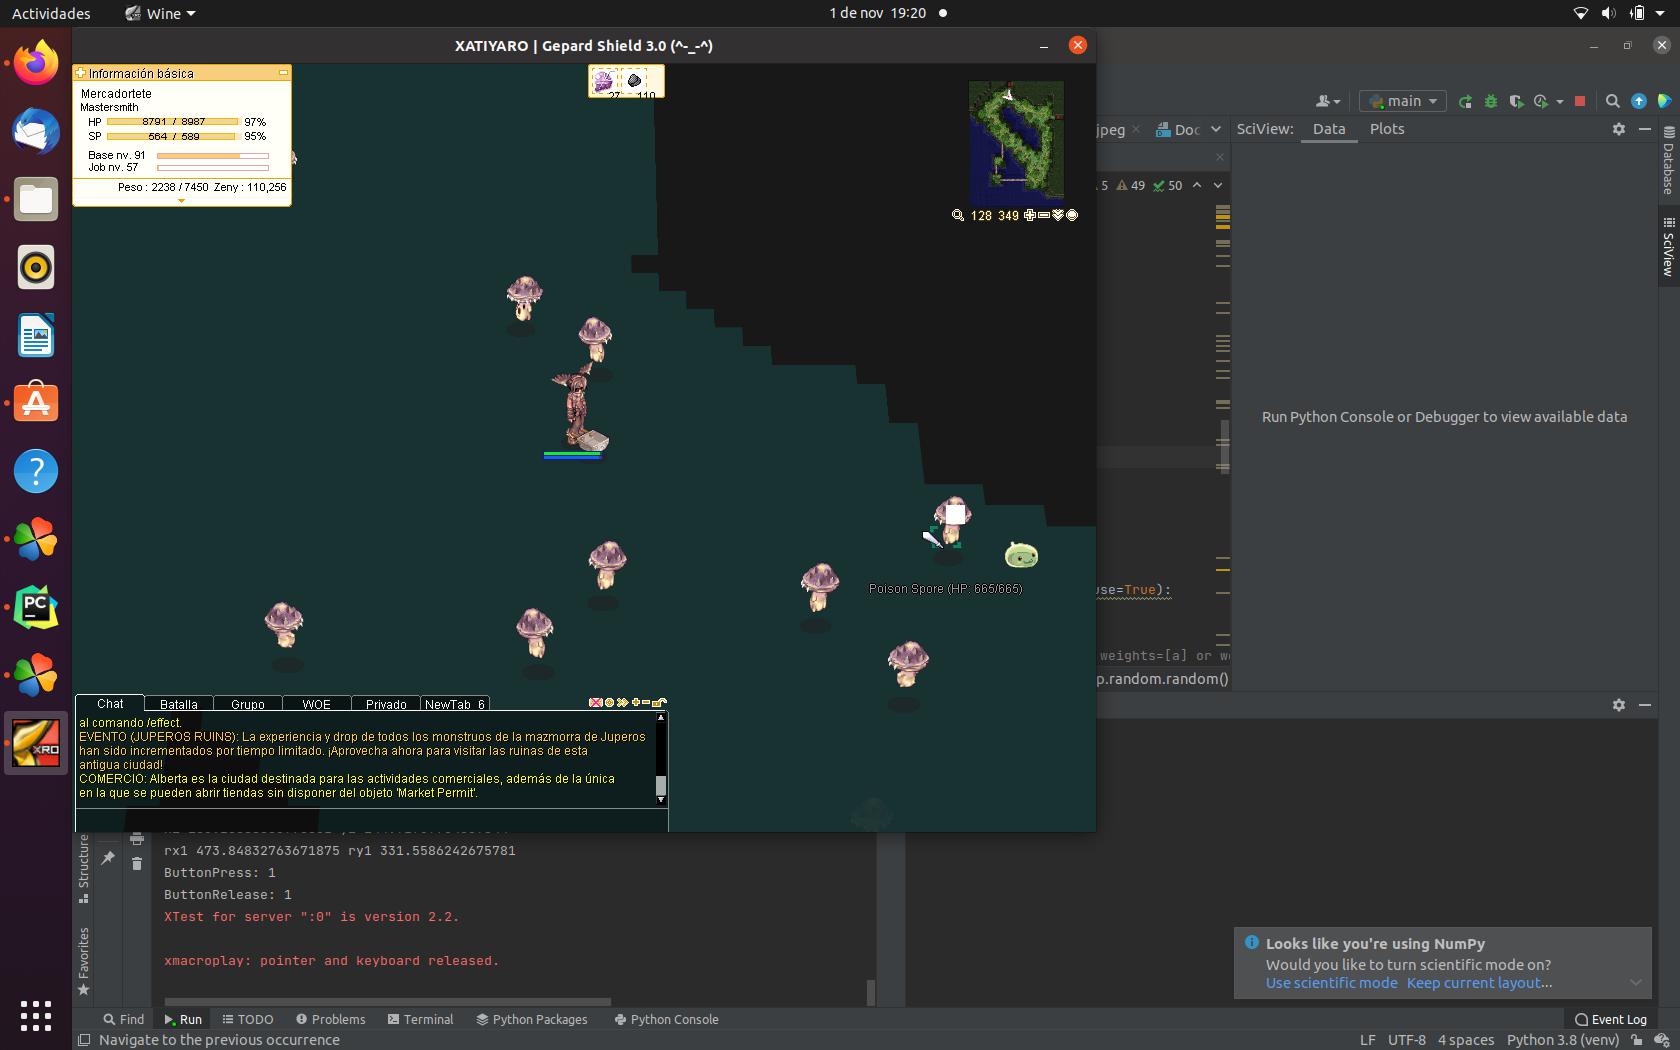 Actividades
Wine
1 de nov 19:20
XATIYARO | Gepard Shield 3.0 (^-_-^)
Información básica
Mercadortete
Mastersmith
HP 8791 / 8987 97%
SP 564 / 589 95%
Base nv. 91
Job nv. 57
Peso : 2238 / 7450 Zeny : 110,256
27 110
128 349
Poison Spore (HP: 665/665)
Chat Batalla Grupo WOE Privado NewTab_6
al comando /effect.
EVENTO (JUPEROS RUINS): La experiencia y drop de todos los monstruos de la mazmorra de Juperos
han sido incrementados por tiempo limitado. ¡Aprovecha ahora para visitar las ruinas de esta
antigua ciudad!
COMERCIO: Alberta es la ciudad destinada para las actividades comerciales, además de la única
en la que se pueden abrir tiendas sin disponer del objeto 'Market Permit'.
main
jpeg
Doc
SciView: Data Plots
5 49 50
Database
SciView
Run Python Console or Debugger to view available data
use=True):
weights=[a] or w
p.random.random()
PC
XRO
rx1 473.84832763671875 ry1 331.5586242675781
ButtonPress: 1
ButtonRelease: 1
XTest for server ":0" is version 2.2.
xmacroplay: pointer and keyboard released.
Structure
Favorites
Looks like you're using NumPy
Would you like to turn scientific mode on?
Use scientific mode Keep current layout...
Find Run TODO Problems Terminal Python Packages Python Console
Event Log
Navigate to the previous occurrence
LF UTF-8 4 spaces Python 3.8 (venv)